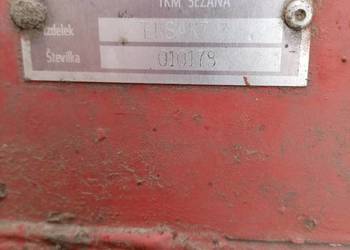 TKM SEŽANA
Izdelek
Številka 010178